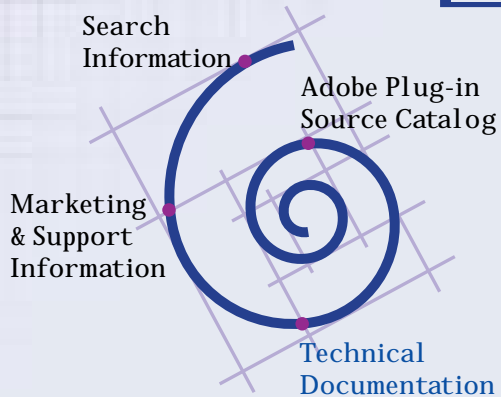 Search
Information
Adobe Plug-in
Source Catalog
Marketing
& Support
Information
Technical
Documentation